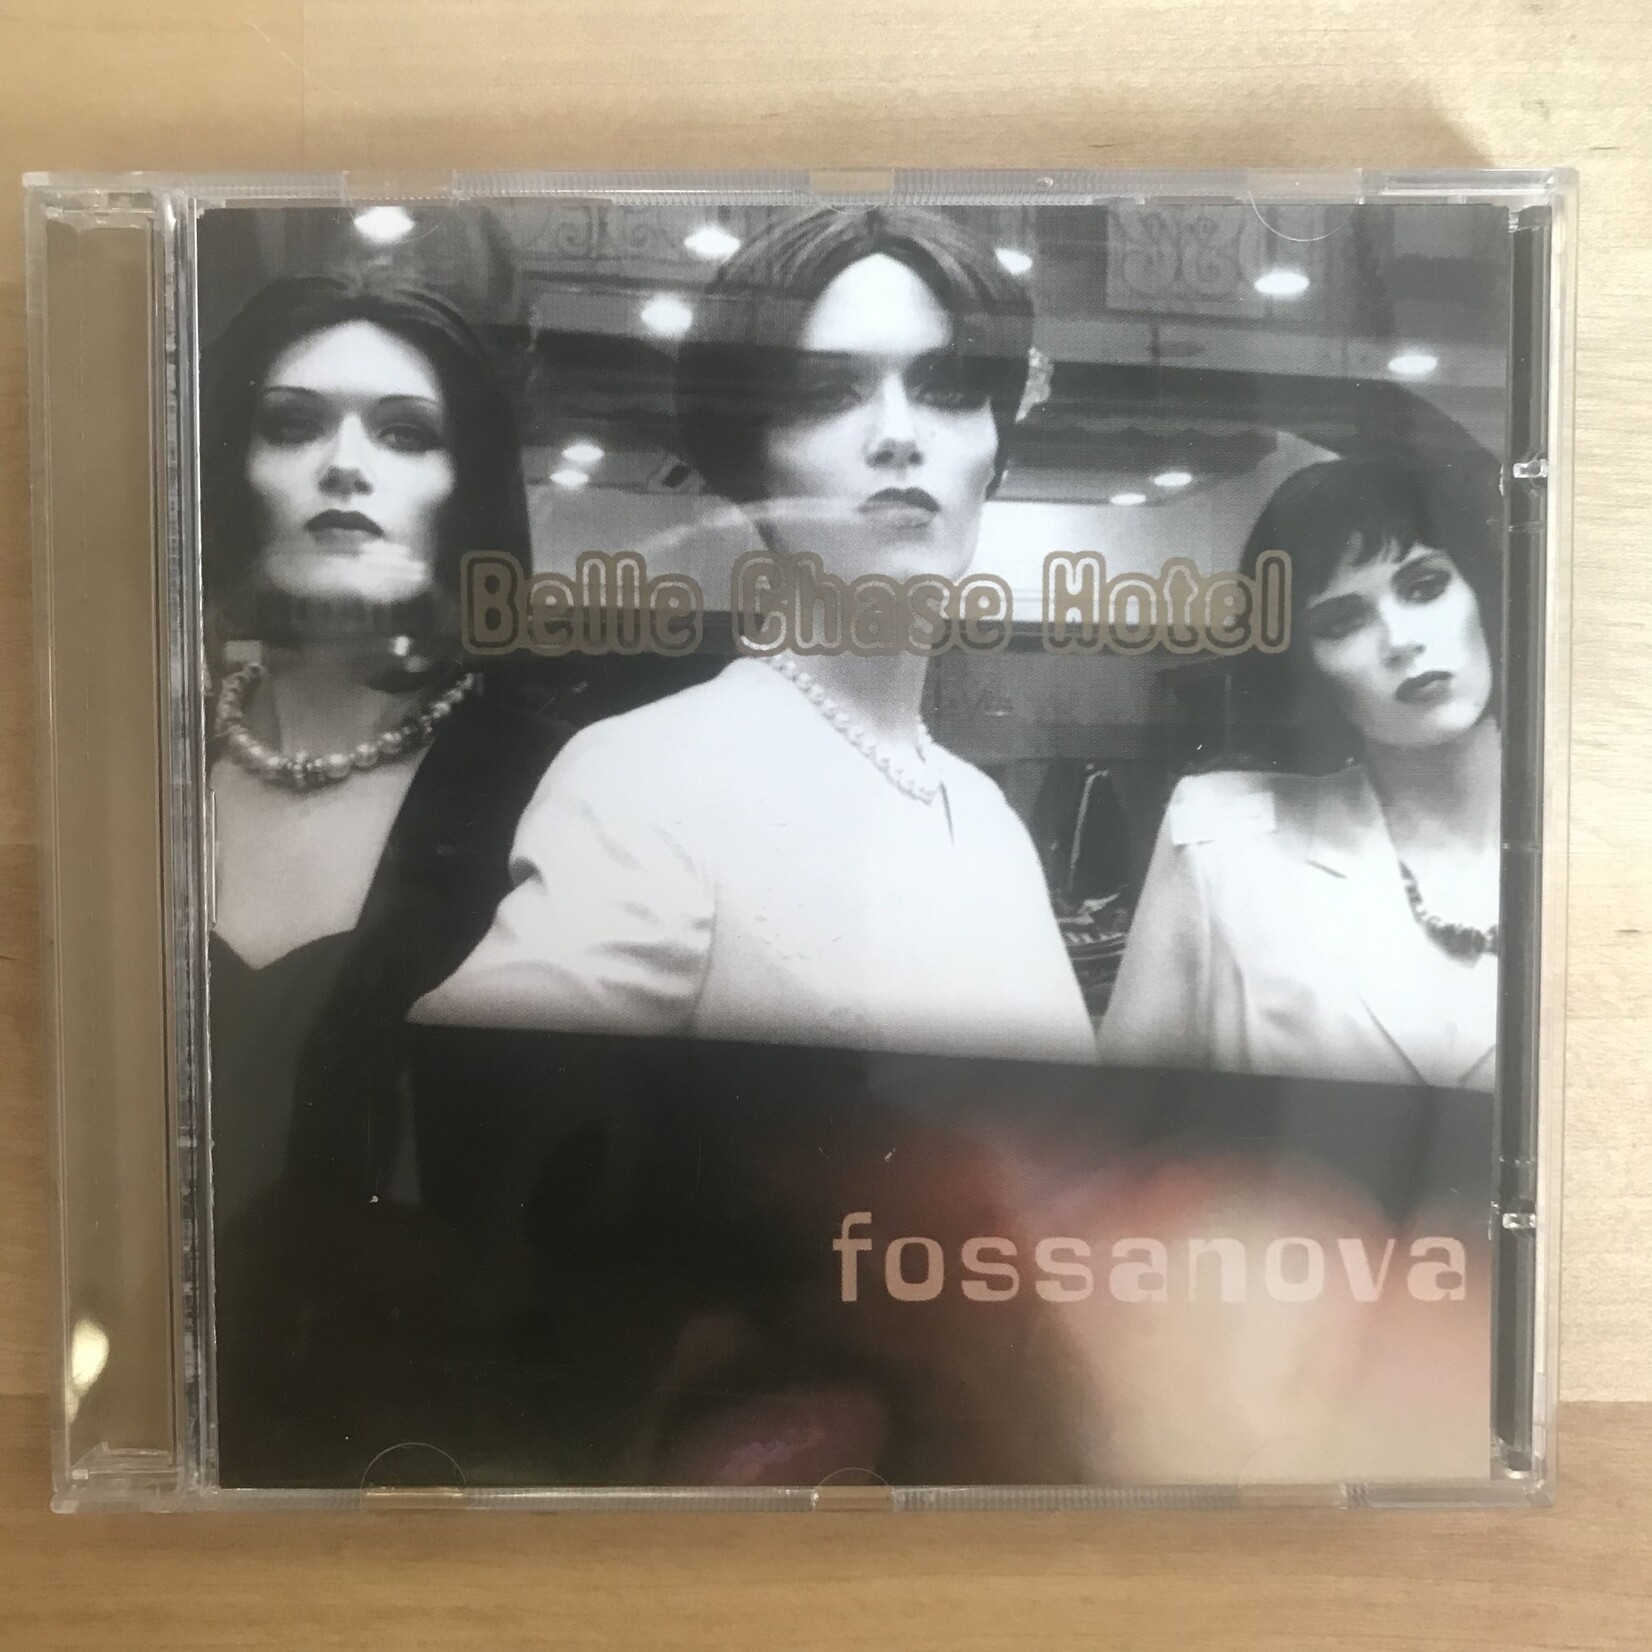 Belle Chase Hotel
fossanova